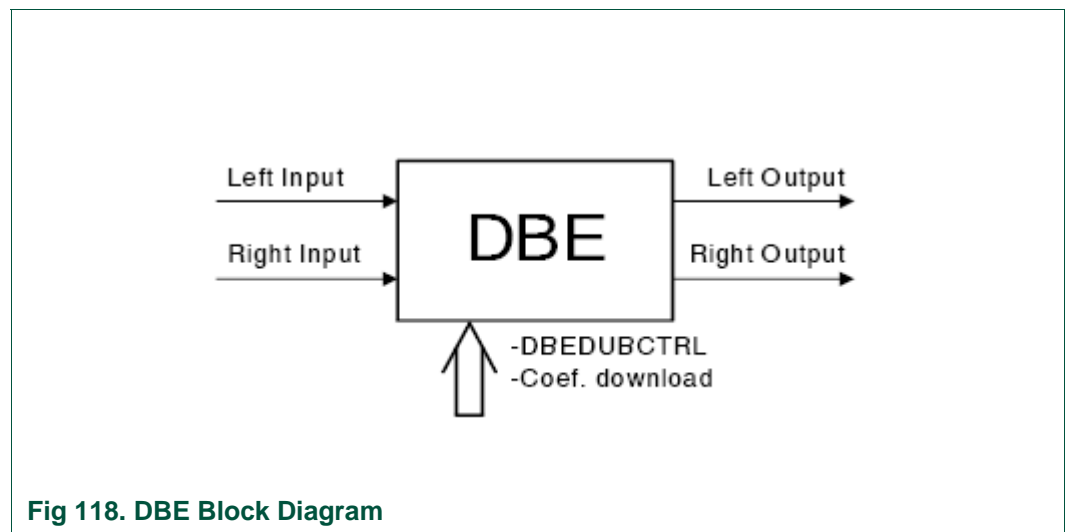 Left Input
Left Output
DBE
Right Input
Right Output
-DBEDUBCTRL
-Coef. download
Fig 118. DBE Block Diagram